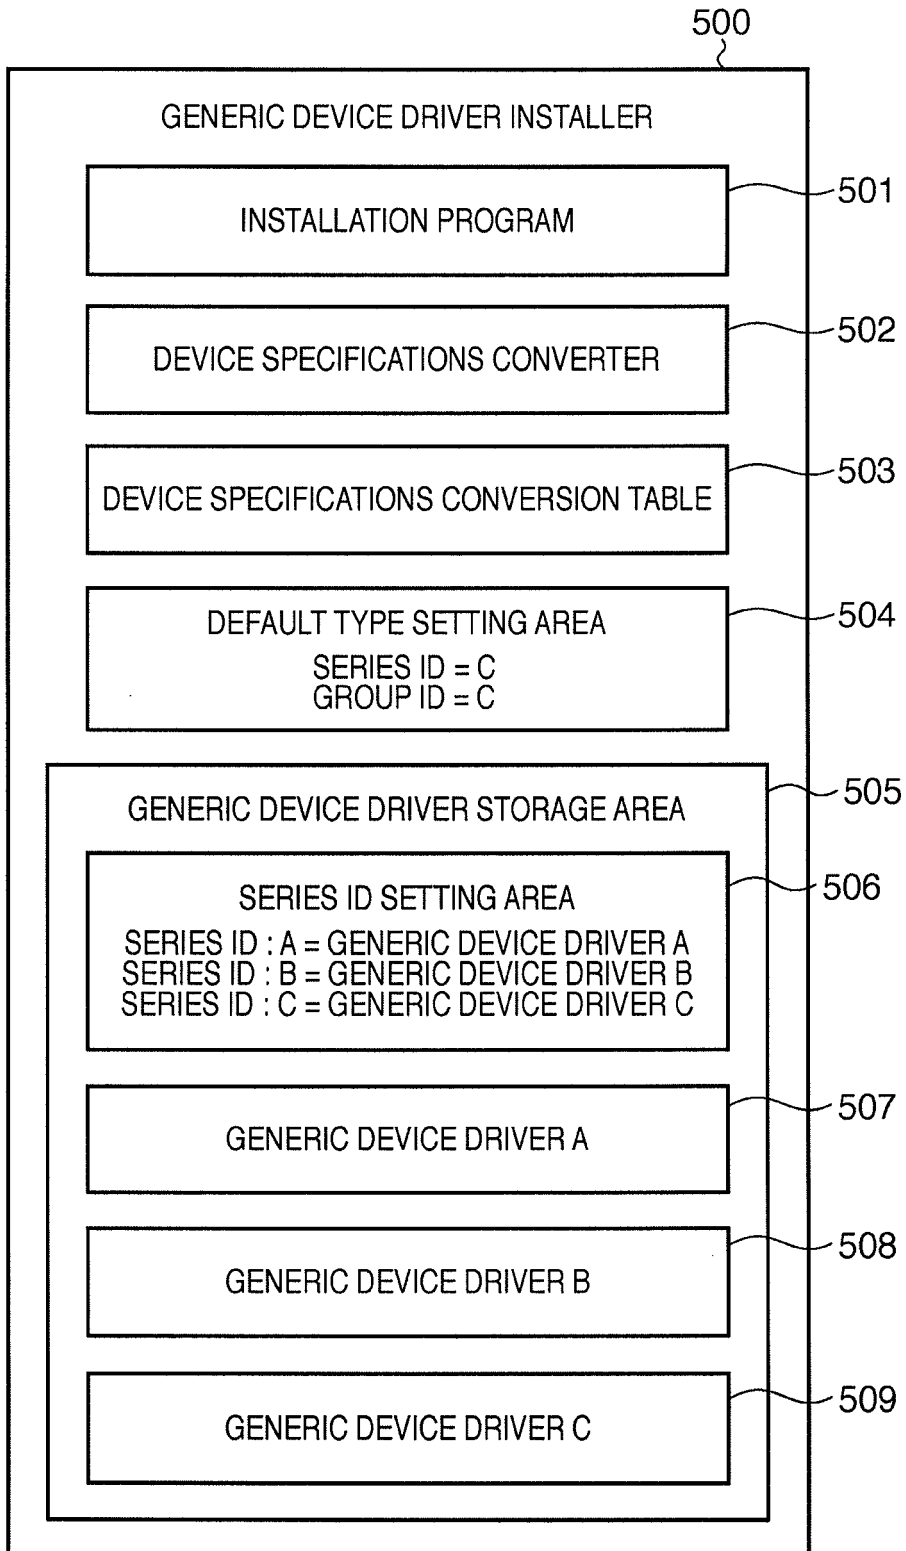 500
GENERIC DEVICE DRIVER INSTALLER
INSTALLATION PROGRAM
501
DEVICE SPECIFICATIONS CONVERTER
502
DEVICE SPECIFICATIONS CONVERSION TABLE
503
DEFAULT TYPE SETTING AREA
SERIES ID = C
GROUP ID = C
504
GENERIC DEVICE DRIVER STORAGE AREA
505
SERIES ID SETTING AREA
SERIES ID : A = GENERIC DEVICE DRIVER A
SERIES ID : B = GENERIC DEVICE DRIVER B
SERIES ID : C = GENERIC DEVICE DRIVER C
506
GENERIC DEVICE DRIVER A
507
GENERIC DEVICE DRIVER B
508
GENERIC DEVICE DRIVER C
509